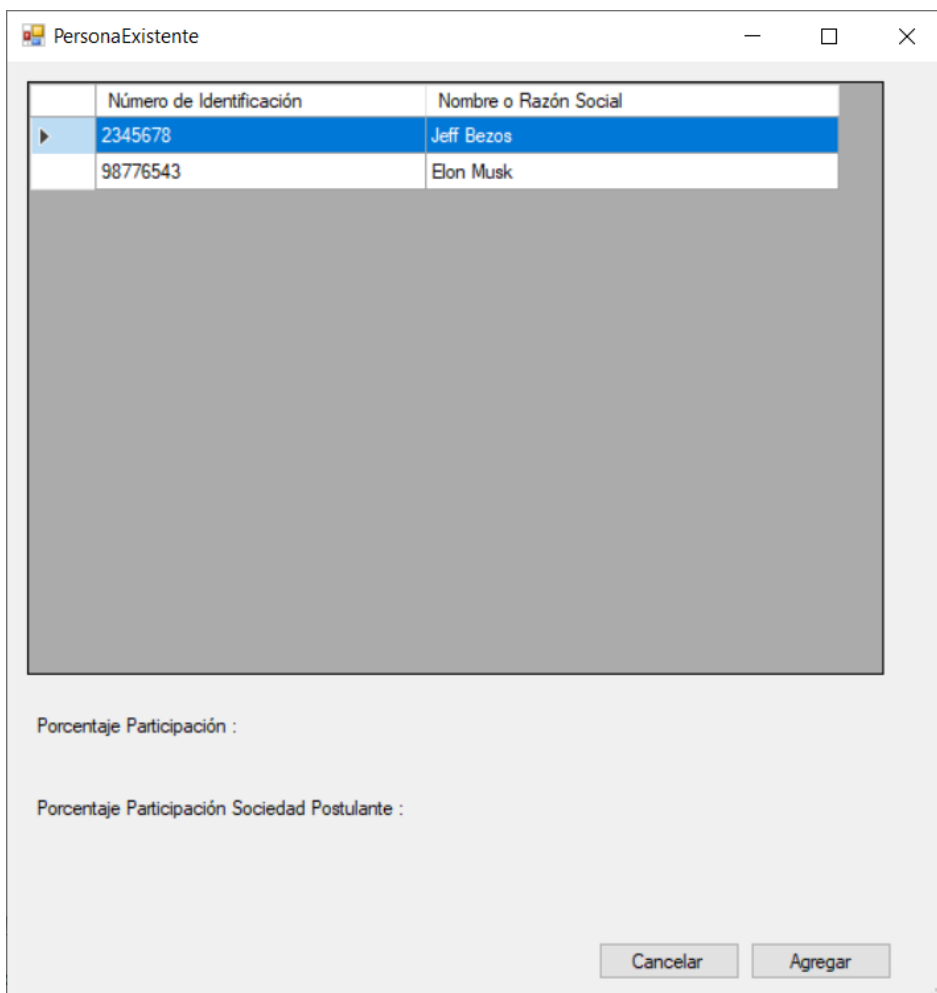 PersonaExistente
Número de Identificación Nombre o Razón Social
2345678 Jeff Bezos
98776543 Elon Musk
Porcentaje Participación :
Porcentaje Participación Sociedad Postulante :
Cancelar Agregar